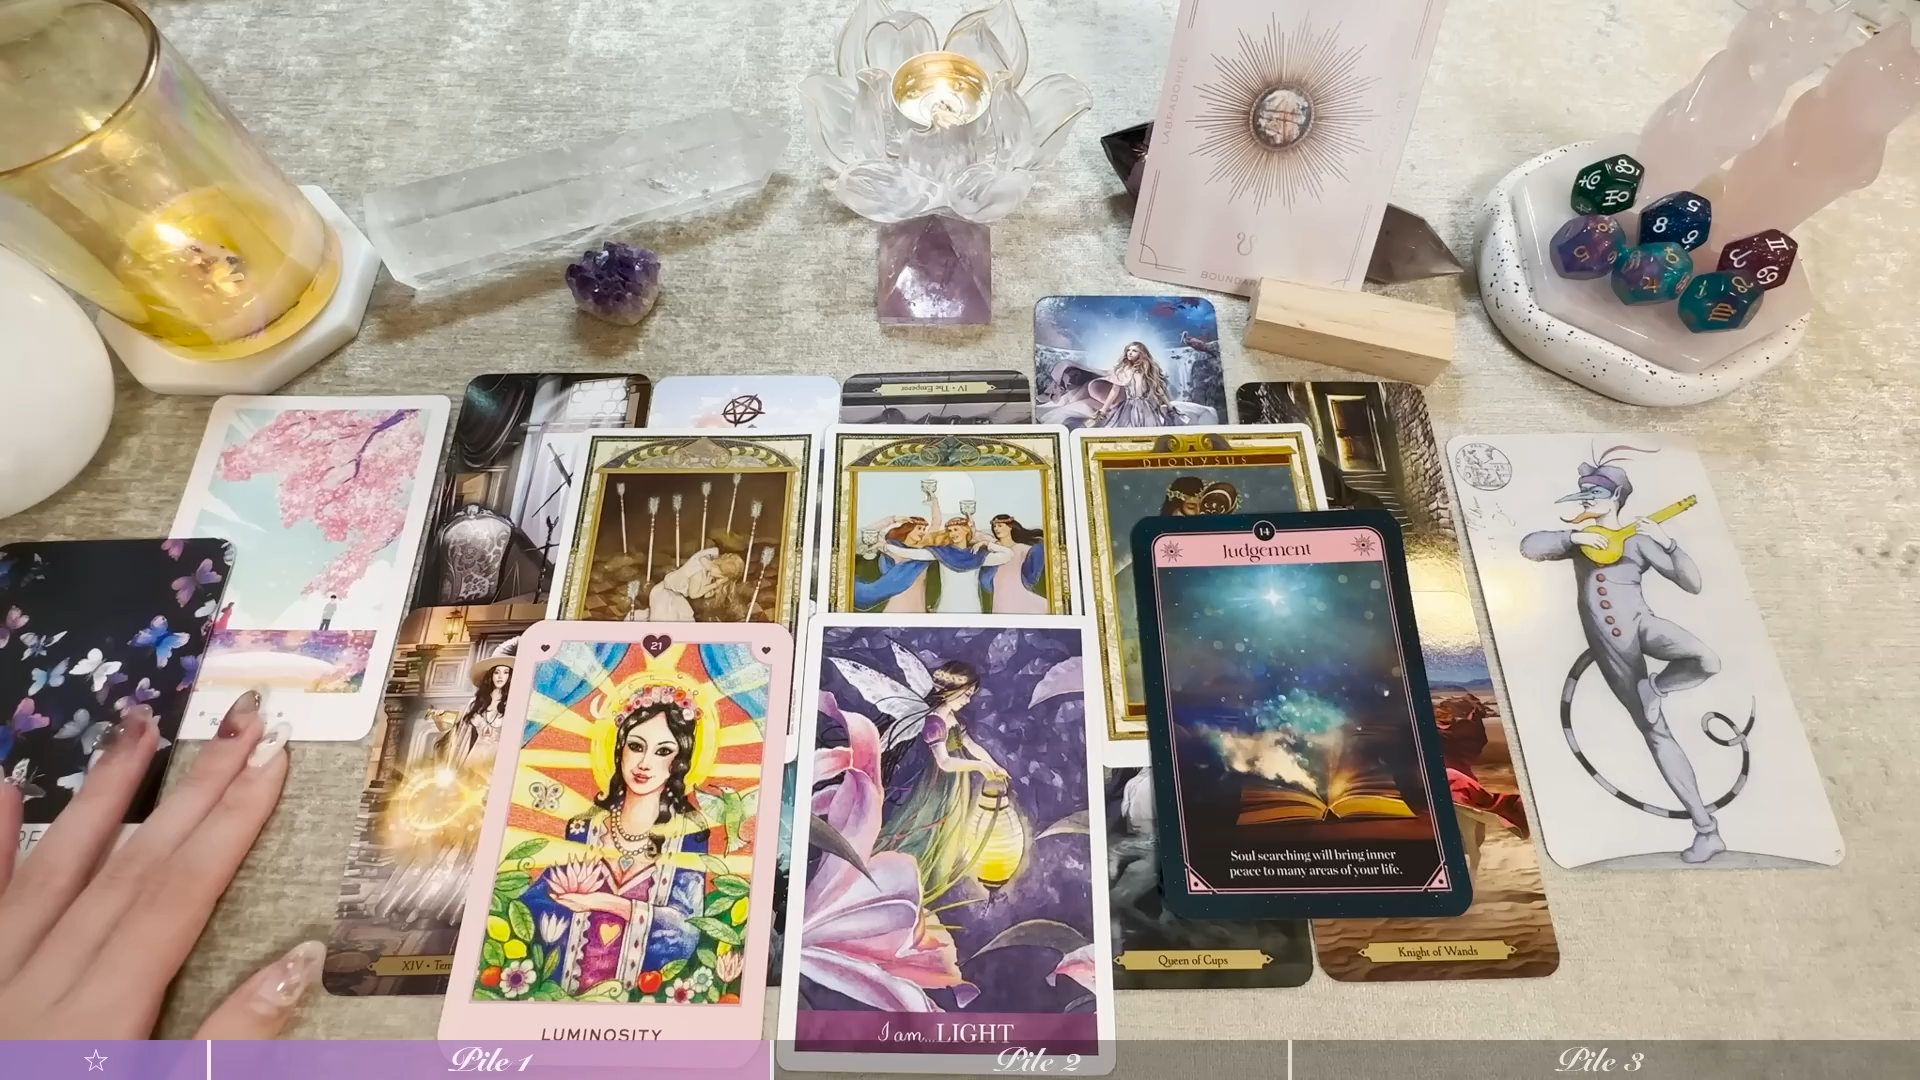 LABRADORITE
BOUNDAR
IV • The Emperor
DIONYSUS
14
Judgement
Soul searching will bring inner
peace to many areas of your life.
21
LUMINOSITY
I am...LIGHT
XIV • Tem
Queen of Cups
Knight of Wands
☆ Pile 1 Pile 2 Pile 3